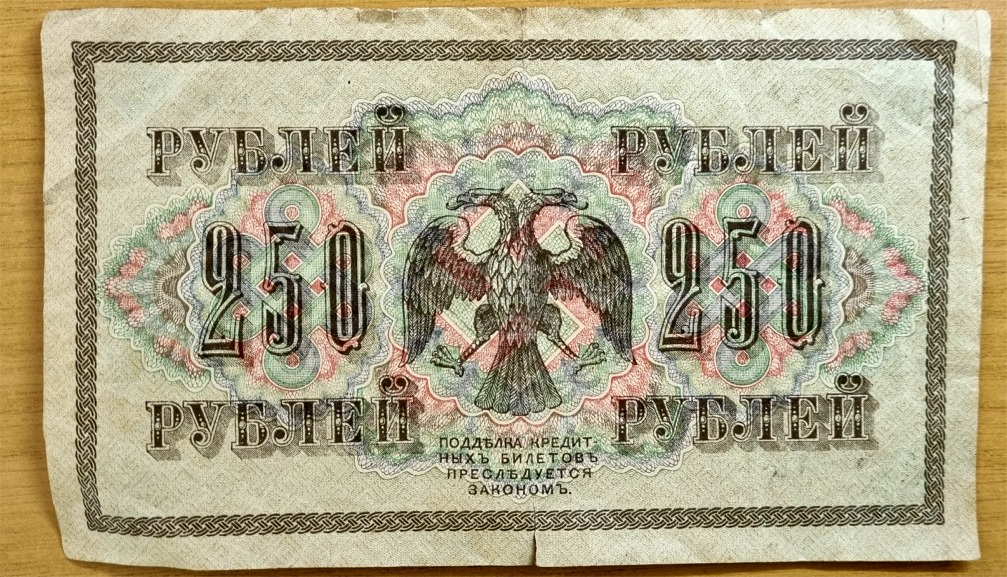 РУБЛЕЙ РУБЛЕЙ
250 250
РУБЛЕЙ РУБЛЕЙ
ПОДДѢЛКА КРЕДИТ-
НЫХЪ БИЛЕТОВЪ
ПРЕСЛѢДУЕТСЯ
ЗАКОНОМЪ.